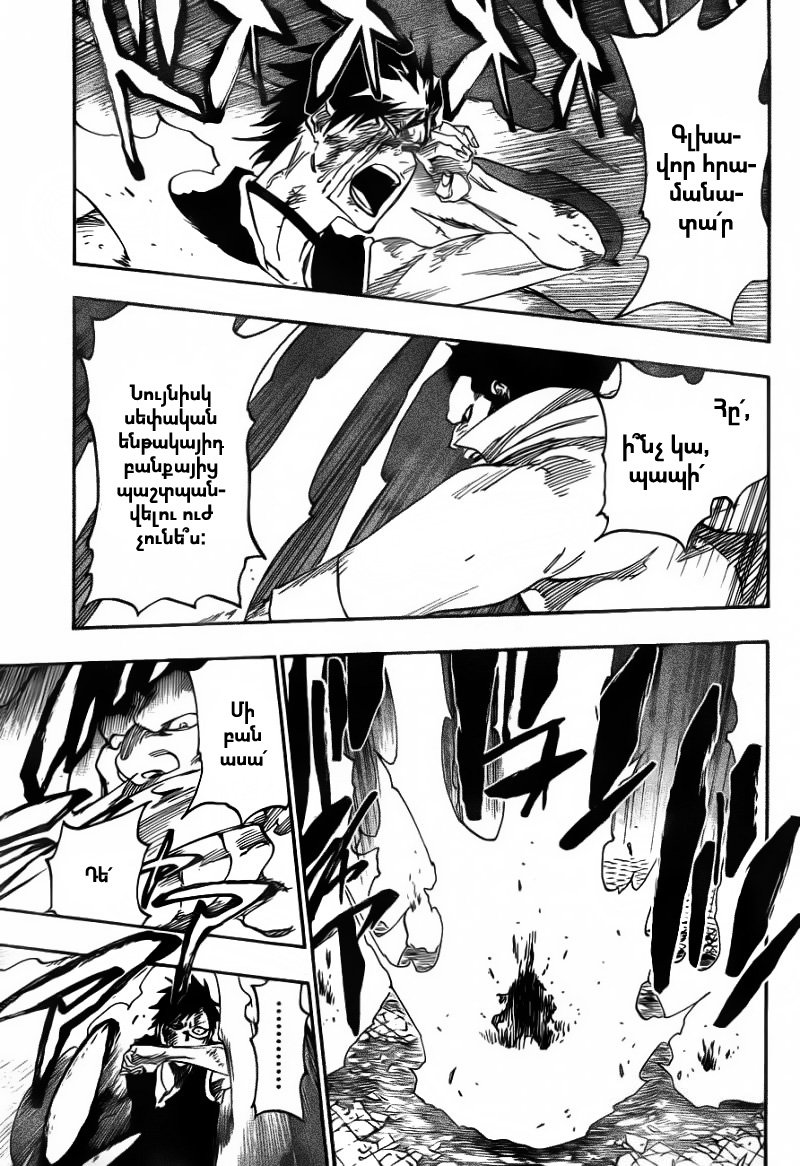 Գլխա-
վոր հրա-
մանա-
տա՛ր
Հը՛,
ի՞նչ կա,
պապի՛
Նույնիսկ
սեփական
ենթակայիդ
բանքայից
պաշտպան-
վելու ուժ
չունե՞ս:
Մի
բան
ասա՛
Դե՛